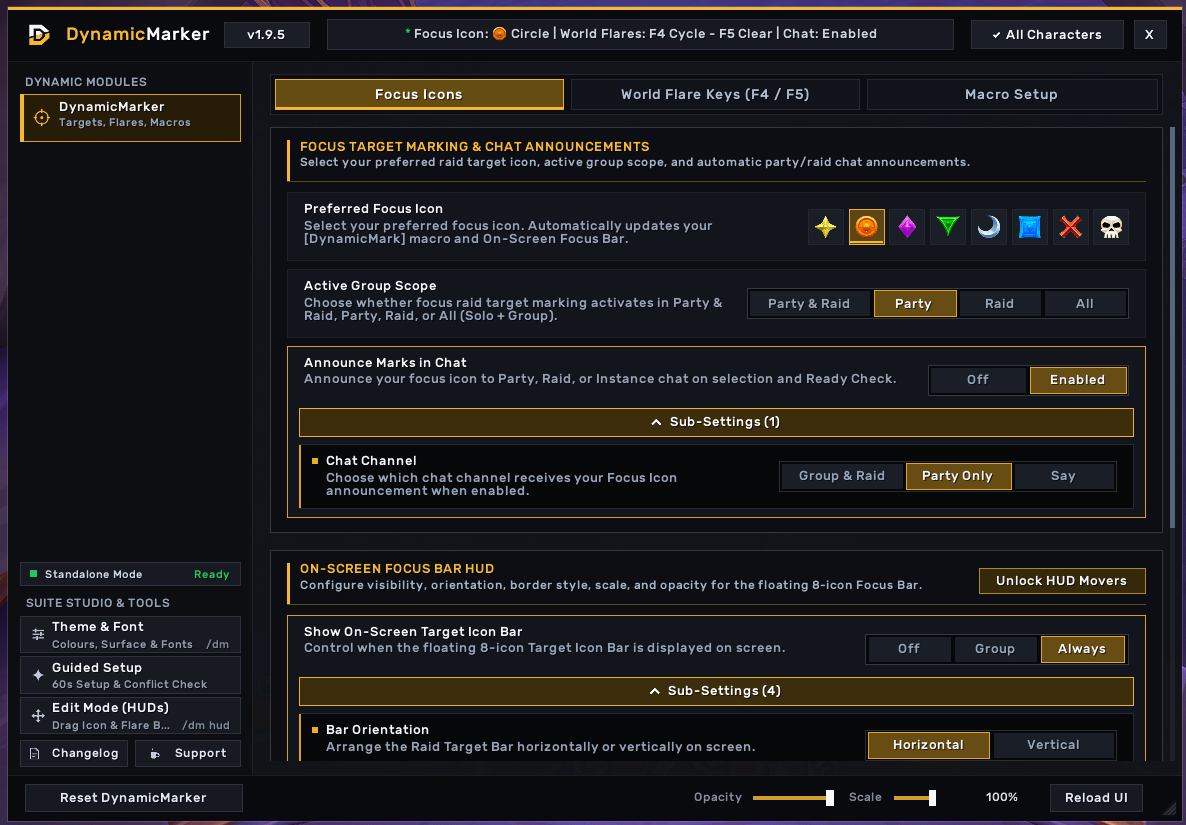 DynamicMarker
v1.9.5
* Focus Icon: Circle | World Flares: F4 Cycle - F5 Clear | Chat: Enabled
All Characters
X
DYNAMIC MODULES
DynamicMarker
Targets, Flares, Macros
Focus Icons
World Flare Keys (F4 / F5)
Macro Setup
FOCUS TARGET MARKING & CHAT ANNOUNCEMENTS
Select your preferred raid target icon, active group scope, and automatic party/raid chat announcements.
Preferred Focus Icon
Select your preferred focus icon. Automatically updates your
[DynamicMark] macro and On-Screen Focus Bar.
Active Group Scope
Choose whether focus raid target marking activates in Party &
Raid, Party, Raid, or All (Solo + Group).
Party & Raid
Party
Raid
All
Announce Marks in Chat
Announce your focus icon to Party, Raid, or Instance chat on selection and Ready Check.
Off
Enabled
Sub-Settings (1)
Chat Channel
Choose which chat channel receives your Focus Icon
announcement when enabled.
Group & Raid
Party Only
Say
ON-SCREEN FOCUS BAR HUD
Configure visibility, orientation, border style, scale, and opacity for the floating 8-icon Focus Bar.
Unlock HUD Movers
Show On-Screen Target Icon Bar
Control when the floating 8-icon Target Icon Bar is displayed on screen.
Off
Group
Always
Sub-Settings (4)
Bar Orientation
Arrange the Raid Target Bar horizontally or vertically on screen.
Horizontal
Vertical
Standalone Mode
Ready
SUITE STUDIO & TOOLS
Theme & Font
Colours, Surface & Fonts
/dm
Guided Setup
60s Setup & Conflict Check
Edit Mode (HUDs)
Drag Icon & Flare B...
/dm hud
Changelog
Support
Reset DynamicMarker
Opacity
Scale
100%
Reload UI